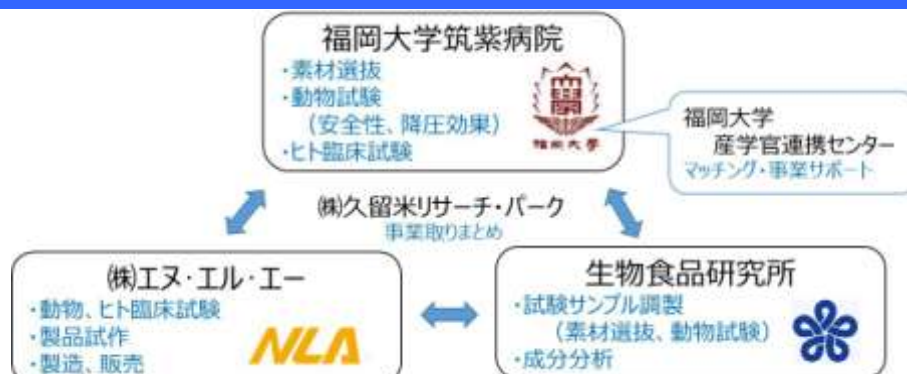 福岡大学筑紫病院
・素材選抜
・動物試験
（安全性、降圧効果）
・ヒト臨床試験
福岡大学
福岡大学
産学官連携センター
マッチング・事業サポート
㈱久留米リサーチ・パーク
事業取りまとめ
㈱エヌ・エル・エー
・動物、ヒト臨床試験
・製品試作
・製造、販売
NLA
生物食品研究所
・試験サンプル調製
（素材選抜、動物試験）
・成分分析